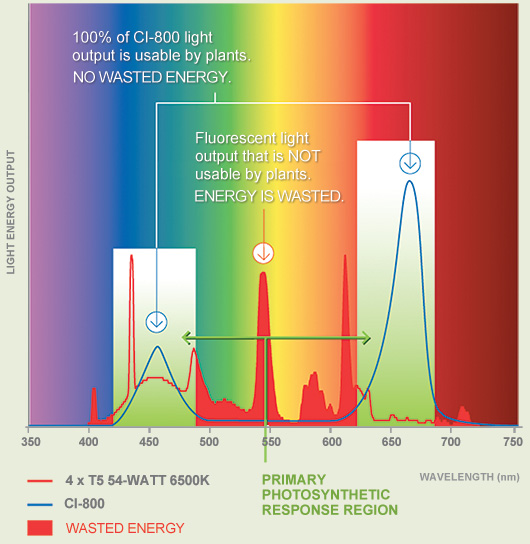 100% of CI-800 light
output is usable by plants.
NO WASTED ENERGY.
Fluorescent light
output that is NOT
usable by plants.
ENERGY IS WASTED.
LIGHT ENERGY OUTPUT
350 400 450 500 550 600 650 700 750
WAVELENGTH (nm)
4 x T5 54-WATT 6500K
CI-800
WASTED ENERGY
PRIMARY
PHOTOSYNTHETIC
RESPONSE REGION